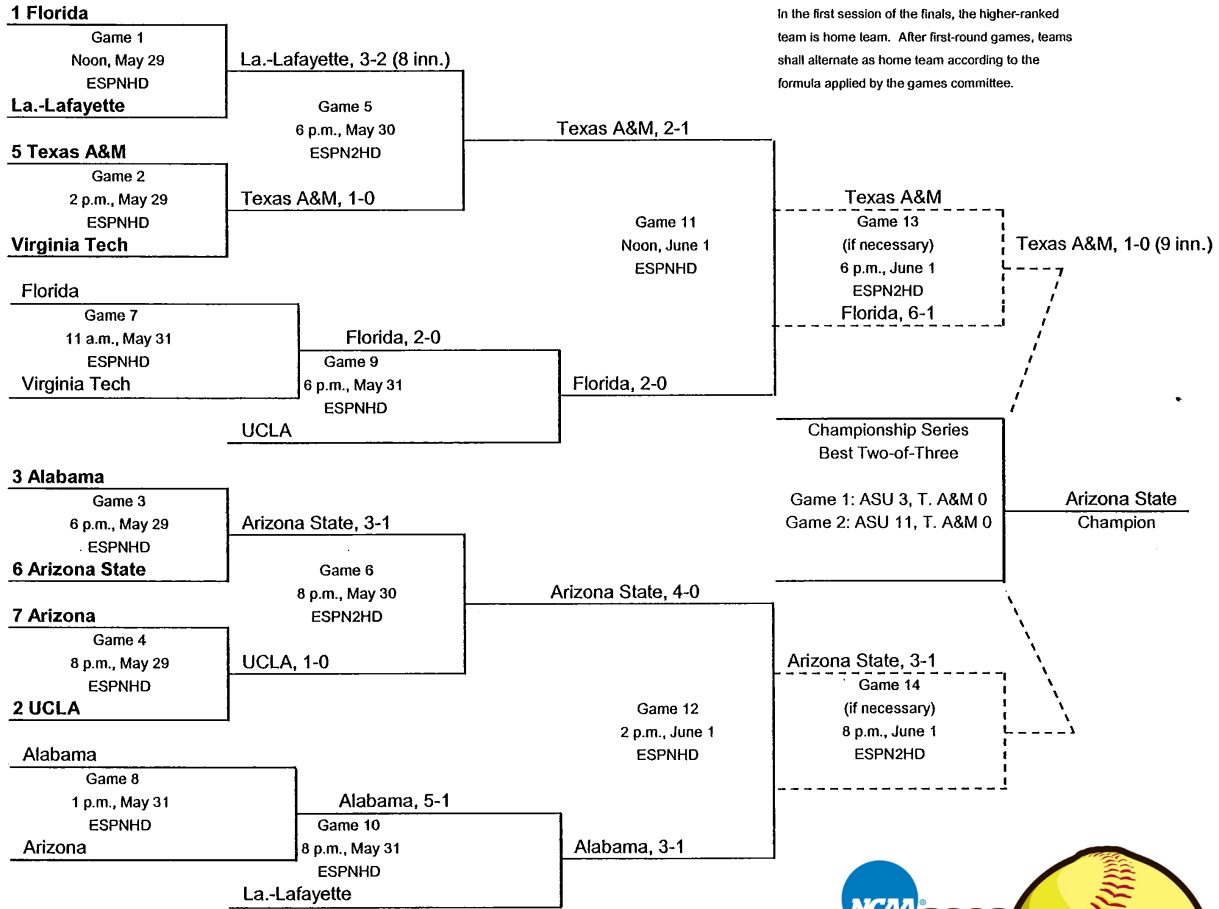 1 Florida
Game 1
Noon, May 29
ESPNHD
La.-Lafayette
La.-Lafayette, 3-2 (8 inn.)
Game 5
6 p.m., May 30
ESPN2HD
5 Texas A&M
Game 2
2 p.m., May 29
ESPNHD
Virginia Tech
Texas A&M, 1-0
Texas A&M, 2-1
In the first session of the finals, the higher-ranked
team is home team. After first-round games, teams
shall alternate as home team according to the
formula applied by the games committee.
Florida
Game 7
11 a.m., May 31
ESPNHD
Virginia Tech
Florida, 2-0
Game 9
6 p.m., May 31
ESPNHD
UCLA
Florida, 2-0
Game 11
Noon, June 1
ESPNHD
Texas A&M
Game 13
(if necessary)
6 p.m., June 1
ESPN2HD
Florida, 6-1
Texas A&M, 1-0 (9 inn.)
3 Alabama
Game 3
6 p.m., May 29
ESPNHD
6 Arizona State
Arizona State, 3-1
Game 6
8 p.m., May 30
ESPN2HD
7 Arizona
Game 4
8 p.m., May 29
ESPNHD
2 UCLA
UCLA, 1-0
Arizona State, 4-0
Championship Series
Best Two-of-Three
Game 1: ASU 3, T. A&M 0
Game 2: ASU 11, T. A&M 0
Arizona State
Champion
Alabama
Game 8
1 p.m., May 31
ESPNHD
Arizona
Alabama, 5-1
Game 10
8 p.m., May 31
ESPNHD
La.-Lafayette
Alabama, 3-1
Game 12
2 p.m., June 1
ESPNHD
Arizona State, 3-1
Game 14
(if necessary)
8 p.m., June 1
ESPN2HD
NCAA®